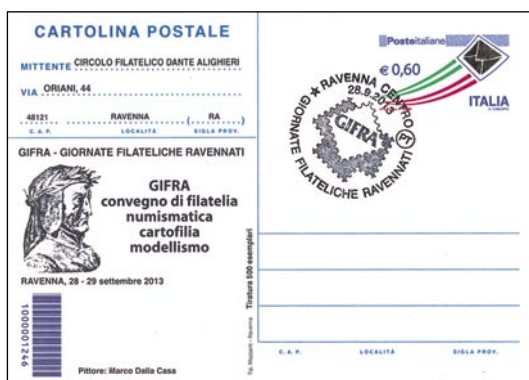 CARTOLINA POSTALE
MITTENTE CIRCOLO FILATELICO DANTE ALIGHIERI
VIA ORIANI, 44
48121 RAVENNA (RA)
C. A. P. LOCALITÀ SIGLA PROV.
GIFRA - GIORNATE FILATELICHE RAVENNATI
GIFRA
convegno di filatelia
numismatica
cartofilia
modellismo
RAVENNA, 28 - 29 settembre 2013
1000001246
Pittore: Marco Dalla Casa
Tip. Mazzanti - Ravenna
Tiratura 500 esemplari
Posteitaliane
€ 0,60
ITALIA
RAVENNA CENTRO
28.9.2013
GIFRA
PT
GIORNATE FILATELICHE RAVENNATI
C. A. P. LOCALITÀ SIGLA PROV.